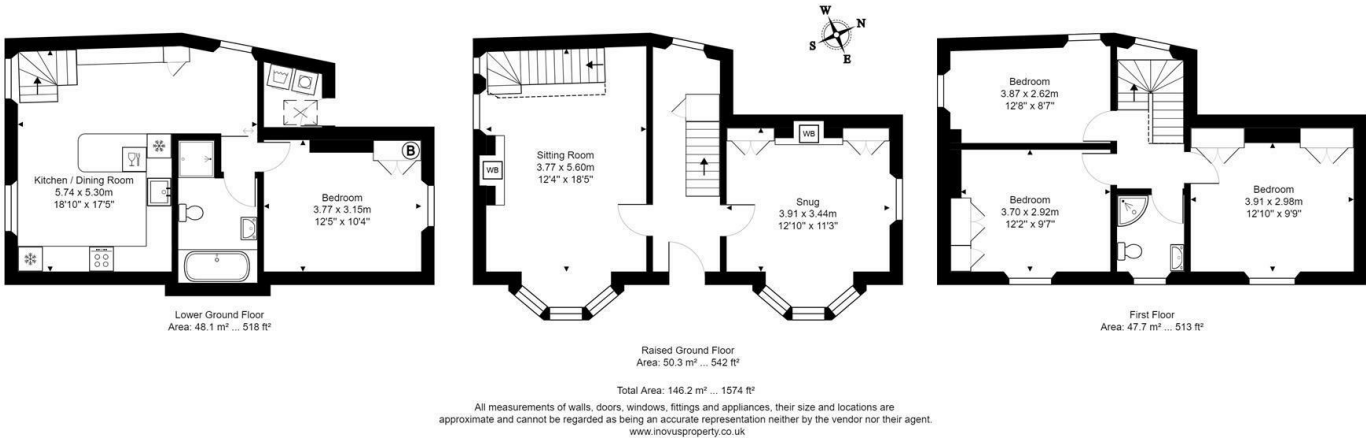 Kitchen / Dining Room
5.74 x 5.30m
18'10" x 17'5"
B
Bedroom
3.77 x 3.15m
12'5" x 10'4"
Lower Ground Floor
Area: 48.1 m² ... 518 ft²
W
N
S
E
WB
Sitting Room
3.77 x 5.60m
12'4" x 18'5"
WB
Snug
3.91 x 3.44m
12'10" x 11'3"
Raised Ground Floor
Area: 50.3 m² ... 542 ft²
Bedroom
3.87 x 2.62m
12'8" x 8'7"
Bedroom
3.70 x 2.92m
12'2" x 9'7"
Bedroom
3.91 x 2.98m
12'10" x 9'9"
First Floor
Area: 47.7 m² ... 513 ft²
Total Area: 146.2 m² ... 1574 ft²
All measurements of walls, doors, windows, fittings and appliances, their size and locations are
approximate and cannot be regarded as being an accurate representation neither by the vendor nor their agent.
www.inovusproperty.co.uk